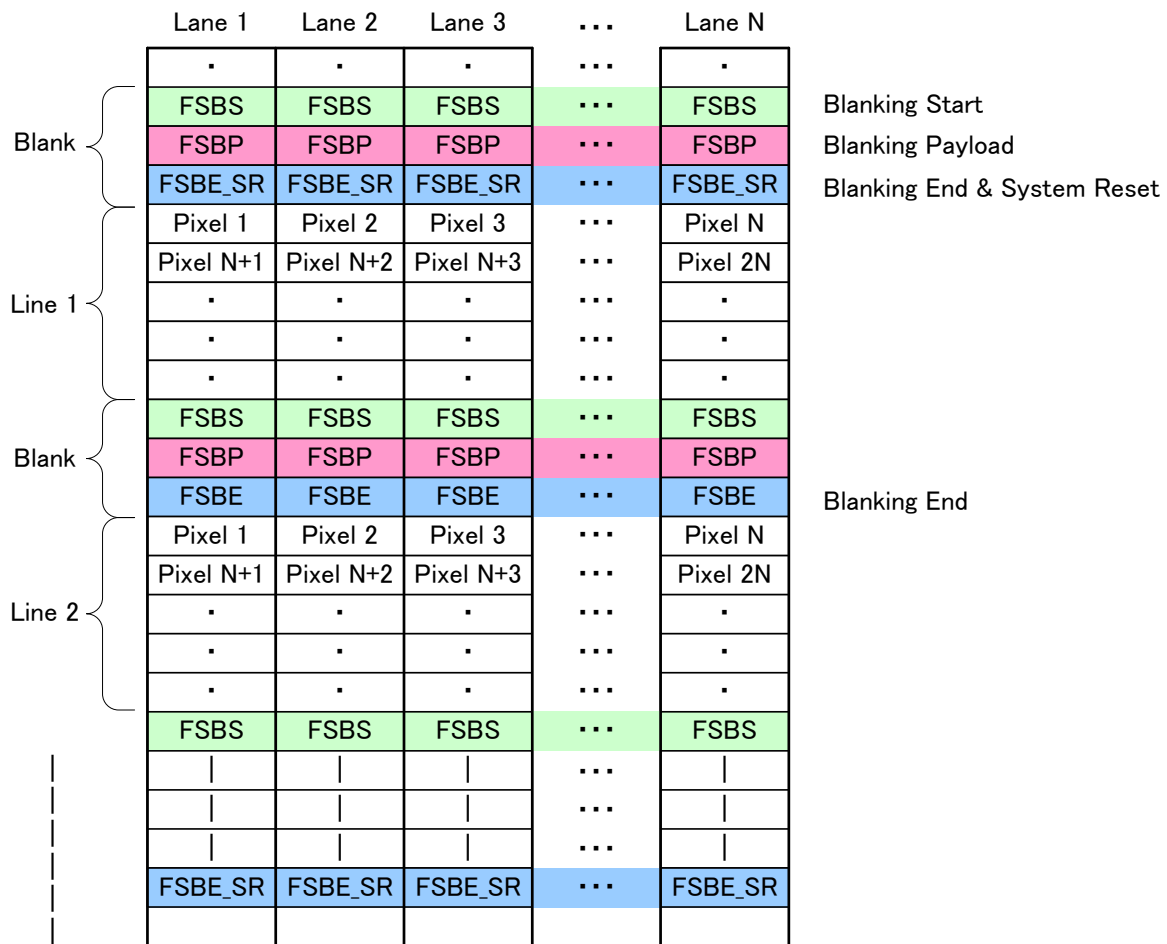 Lane 1 Lane 2 Lane 3 ・・・ Lane N
・ ・ ・ ・・・ ・
FSBS FSBS FSBS ・・・ FSBS Blanking Start
Blank FSBP FSBP FSBP ・・・ FSBP Blanking Payload
FSBE_SR FSBE_SR FSBE_SR ・・・ FSBE_SR Blanking End & System Reset
Pixel 1 Pixel 2 Pixel 3 ・・・ Pixel N
Pixel N+1 Pixel N+2 Pixel N+3 ・・・ Pixel 2N
Line 1 ・ ・ ・ ・・・ ・
・ ・ ・ ・・・ ・
・ ・ ・ ・・・ ・
FSBS FSBS FSBS ・・・ FSBS
Blank FSBP FSBP FSBP ・・・ FSBP
FSBE FSBE FSBE ・・・ FSBE Blanking End
Pixel 1 Pixel 2 Pixel 3 ・・・ Pixel N
Pixel N+1 Pixel N+2 Pixel N+3 ・・・ Pixel 2N
Line 2 ・ ・ ・ ・・・ ・
・ ・ ・ ・・・ ・
・ ・ ・ ・・・ ・
FSBS FSBS FSBS ・・・ FSBS
| | | ・・・ |
| | | ・・・ |
| | | ・・・ |
FSBE_SR FSBE_SR FSBE_SR ・・・ FSBE_SR